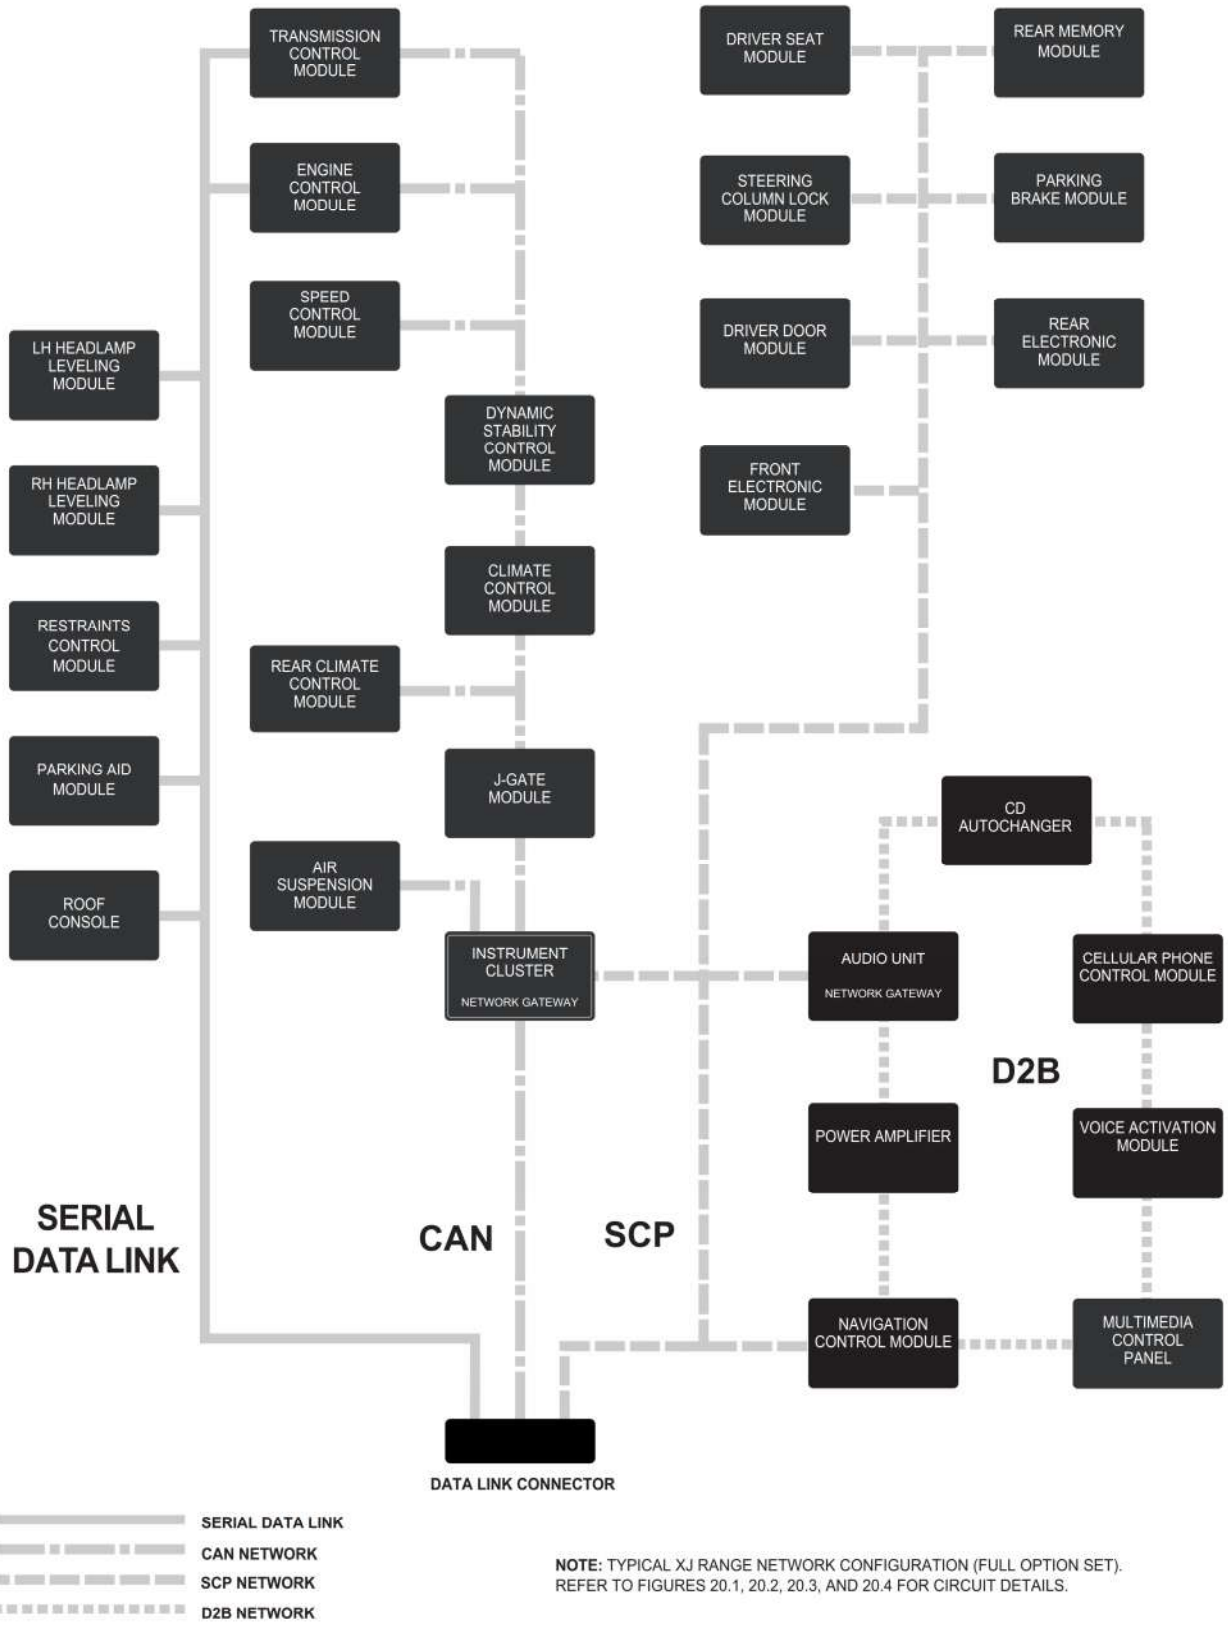 TRANSMISSION
CONTROL
MODULE
ENGINE
CONTROL
MODULE
SPEED
CONTROL
MODULE
LH HEADLAMP
LEVELING
MODULE
RH HEADLAMP
LEVELING
MODULE
RESTRAINTS
CONTROL
MODULE
PARKING AID
MODULE
ROOF
CONSOLE
DYNAMIC
STABILITY
CONTROL
MODULE
CLIMATE
CONTROL
MODULE
REAR CLIMATE
CONTROL
MODULE
J-GATE
MODULE
AIR
SUSPENSION
MODULE
INSTRUMENT
CLUSTER
NETWORK GATEWAY
DRIVER SEAT
MODULE
REAR MEMORY
MODULE
STEERING
COLUMN LOCK
MODULE
PARKING
BRAKE MODULE
DRIVER DOOR
MODULE
REAR
ELECTRONIC
MODULE
FRONT
ELECTRONIC
MODULE
CD
AUTOCHANGER
AUDIO UNIT
NETWORK GATEWAY
CELLULAR PHONE
CONTROL MODULE
D2B
POWER AMPLIFIER
VOICE ACTIVATION
MODULE
NAVIGATION
CONTROL MODULE
MULTIMEDIA
CONTROL
PANEL
SERIAL
DATA LINK
CAN
SCP
DATA LINK CONNECTOR
SERIAL DATA LINK
CAN NETWORK
SCP NETWORK
D2B NETWORK
NOTE: TYPICAL XJ RANGE NETWORK CONFIGURATION (FULL OPTION SET).
REFER TO FIGURES 20.1, 20.2, 20.3, AND 20.4 FOR CIRCUIT DETAILS.